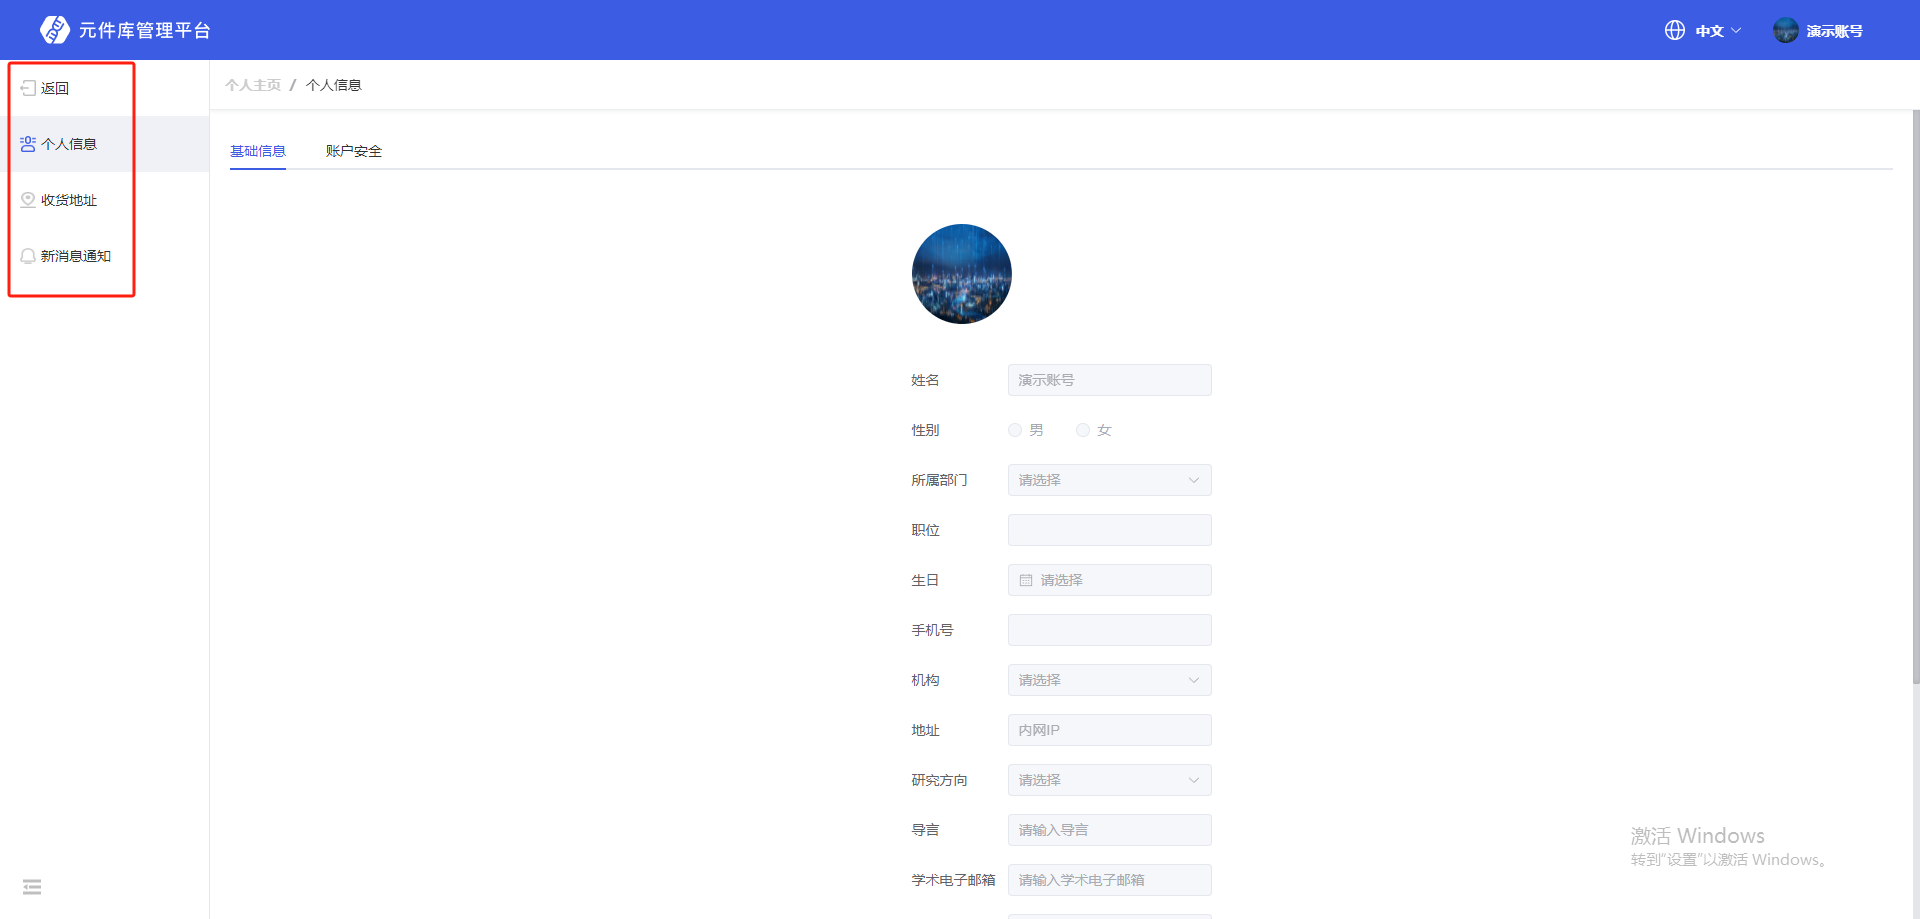 元件库管理平台
中文
演示账号
返回
个人信息
收货地址
新消息通知
个人主页 / 个人信息
基础信息
账户安全
姓名
演示账号
性别
男
女
所属部门
请选择
职位
生日
请选择
手机号
机构
请选择
地址
内网IP
研究方向
请选择
导言
请输入导言
学术电子邮箱
请输入学术电子邮箱
激活 Windows
转到“设置”以激活 Windows。